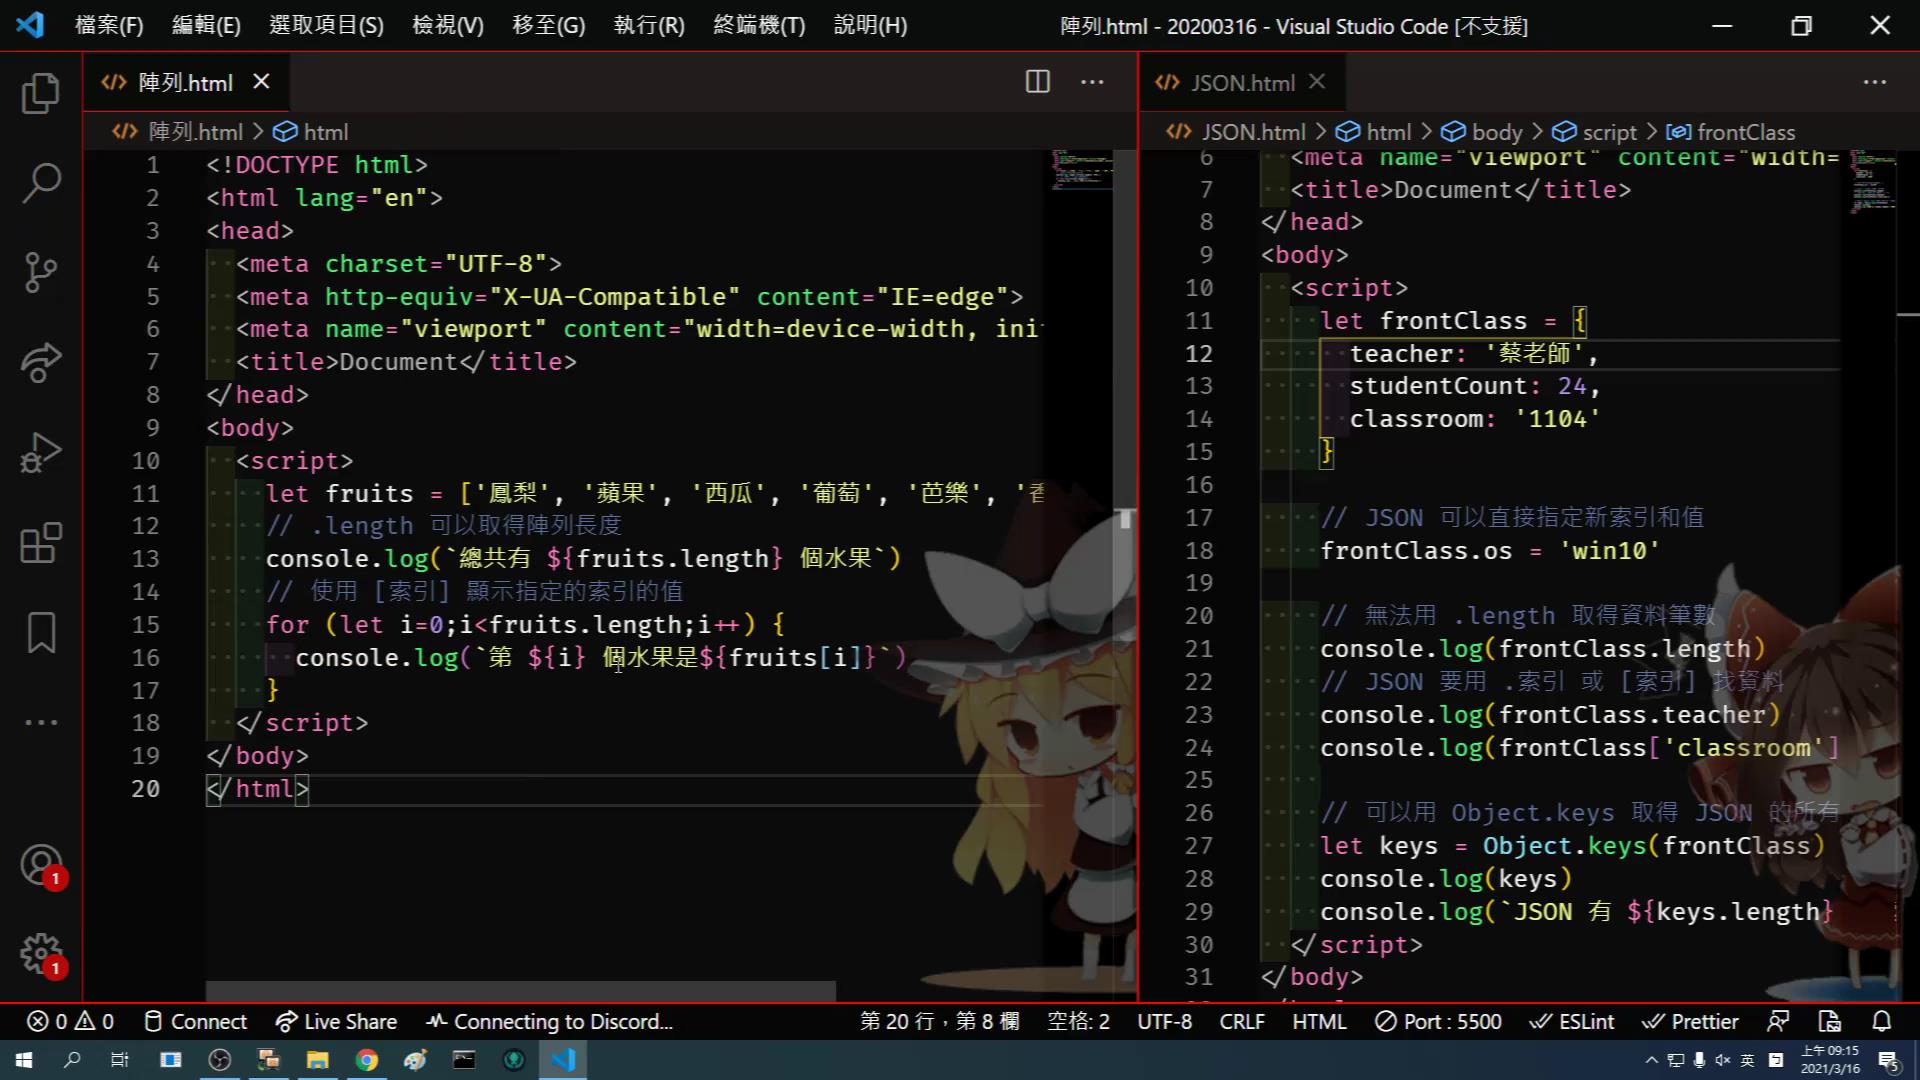 檔案(F) 編輯(E) 選取項目(S) 檢視(V) 移至(G) 執行(R) 終端機(T) 說明(H) 陣列.html - 20200316 - Visual Studio Code [不支援]
陣列.html
陣列.html > html
1 <!DOCTYPE html>
2 <html lang="en">
3 <head>
4 <meta charset="UTF-8">
5 <meta http-equiv="X-UA-Compatible" content="IE=edge">
6 <meta name="viewport" content="width=device-width, ini
7 <title>Document</title>
8 </head>
9 <body>
10 <script>
11 let fruits = ['鳳梨', '蘋果', '西瓜', '葡萄', '芭樂', '香
12 // .length 可以取得陣列長度
13 console.log(`總共有 ${fruits.length} 個水果`)
14 // 使用 [索引] 顯示指定的索引的值
15 for (let i=0;i<fruits.length;i++) {
16 console.log(`第 ${i} 個水果是${fruits[i]}`)
17 }
18 </script>
19 </body>
20 </html>
JSON.html
JSON.html > html > body > script > frontClass
6 <meta name="viewport" content="width=
7 <title>Document</title>
8 </head>
9 <body>
10 <script>
11 let frontClass = {
12 teacher: '蔡老師',
13 studentCount: 24,
14 classroom: '1104'
15 }
16
17 // JSON 可以直接指定新索引和值
18 frontClass.os = 'win10'
19
20 // 無法用 .length 取得資料筆數
21 console.log(frontClass.length)
22 // JSON 要用 .索引 或 [索引] 找資料
23 console.log(frontClass.teacher)
24 console.log(frontClass['classroom']
25
26 // 可以用 Object.keys 取得 JSON 的所有
27 let keys = Object.keys(frontClass)
28 console.log(keys)
29 console.log(`JSON 有 ${keys.length}
30 </script>
31 </body>
1
1
0 0 Connect Live Share Connecting to Discord... 第 20 行，第 8 欄 空格: 2 UTF-8 CRLF HTML Port : 5500 ESLint Prettier
英 上午 09:15
2021/3/16 5